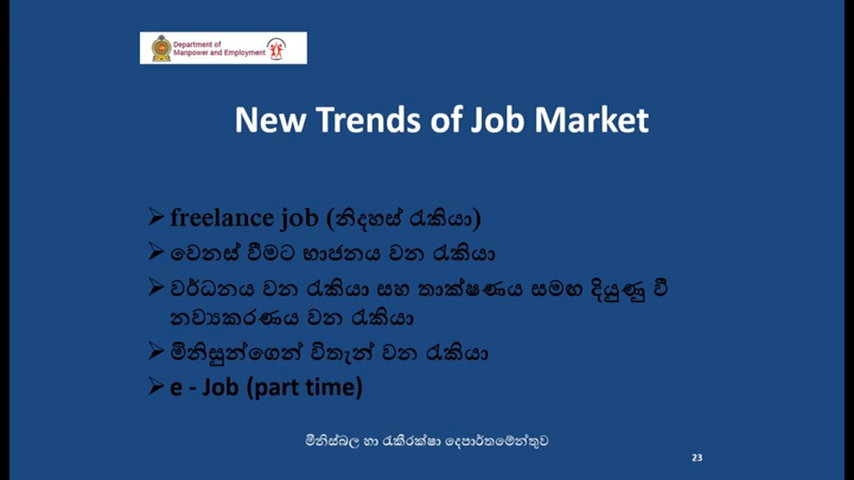 Department of
Manpower and Employment
New Trends of Job Market
➢ freelance job (නිදහස් රැකියා)
➢ වෙනස් වීමට භාජනය වන රැකියා
➢ වර්ධනය වන රැකියා සහ තාක්ෂණය සමඟ දියුණු වී
නව්‍යකරණය වන රැකියා
➢ මිනිසුන්ගෙන් විතැන් වන රැකියා
➢ e - Job (part time)
මිනිස්බල හා රැකීරක්ෂා දෙපාර්තමේන්තුව
23